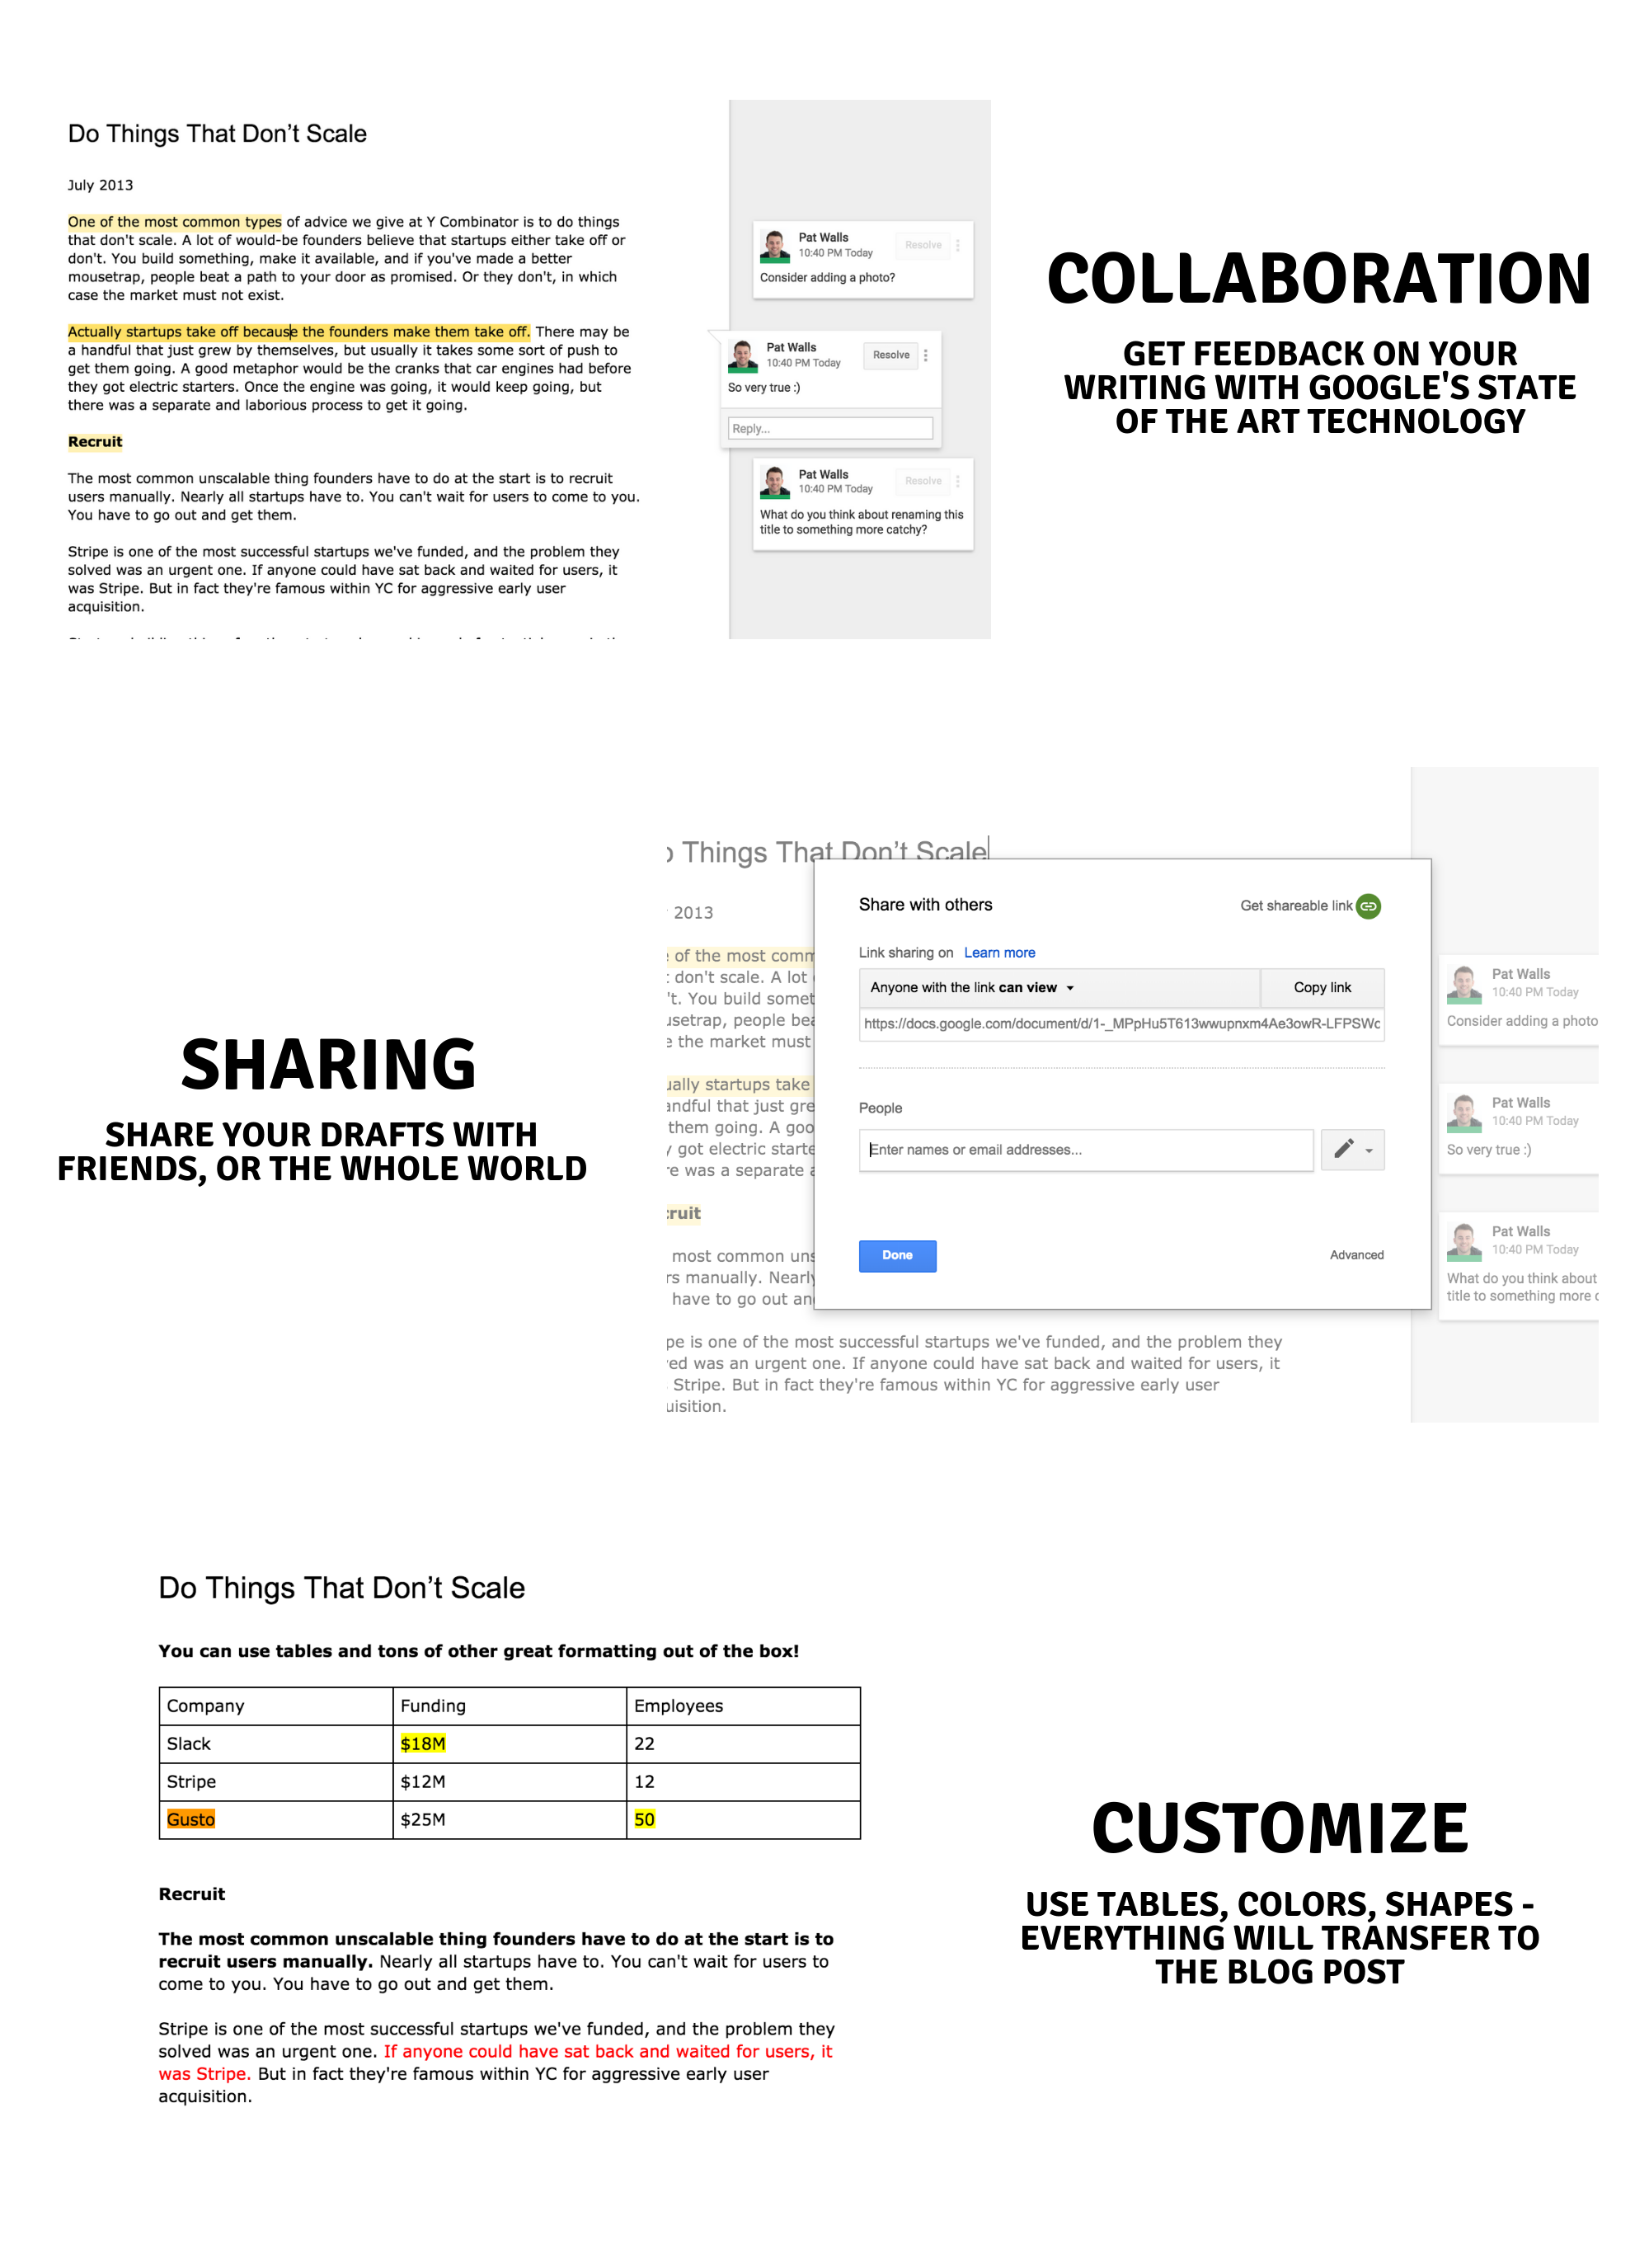 Do Things That Don't Scale
July 2013
One of the most common types of advice we give at Y Combinator is to do things
that don't scale. A lot of would-be founders believe that startups either take off or
don't. You build something, make it available, and if you've made a better
mousetrap, people beat a path to your door as promised. Or they don't, in which
case the market must not exist.
Actually startups take off because the founders make them take off. There may be
a handful that just grew by themselves, but usually it takes some sort of push to
get them going. A good metaphor would be the cranks that car engines had before
they got electric starters. Once the engine was going, it would keep going, but
there was a separate and laborious process to get it going.
Recruit
The most common unscalable thing founders have to do at the start is to recruit
users manually. Nearly all startups have to. You can't wait for users to come to you.
You have to go out and get them.
Stripe is one of the most successful startups we've funded, and the problem they
solved was an urgent one. If anyone could have sat back and waited for users, it
was Stripe. But in fact they're famous within YC for aggressive early user
acquisition.
Pat Walls
10:40 PM Today
Resolve
Consider adding a photo?
Pat Walls
10:40 PM Today
Resolve
So very true :)
Reply...
Pat Walls
10:40 PM Today
Resolve
What do you think about renaming this
title to something more catchy?
COLLABORATION
GET FEEDBACK ON YOUR
WRITING WITH GOOGLE'S STATE
OF THE ART TECHNOLOGY
SHARING
SHARE YOUR DRAFTS WITH
FRIENDS, OR THE WHOLE WORLD
Things That Don't Scale
2013
of the most comm
don't scale. A lot
't. You build somet
usetrap, people bea
e the market must
ually startups take
andful that just gre
them going. A goo
y got electric starte
re was a separate a
cruit
most common uns
rs manually. Nearly
have to go out an
pe is one of the most successful startups we've funded, and the problem they
ved was an urgent one. If anyone could have sat back and waited for users, it
Stripe. But in fact they're famous within YC for aggressive early user
uisition.
Share with others
Get shareable link
Link sharing on Learn more
Anyone with the link can view
Copy link
https://docs.google.com/document/d/1-_MPpHu5T613wwupnxm4Ae3owR-LFPSWc
People
Enter names or email addresses...
Done
Advanced
Pat Walls
10:40 PM Today
Consider adding a photo
Pat Walls
10:40 PM Today
So very true :)
Pat Walls
10:40 PM Today
What do you think about
title to something more c
Do Things That Don't Scale
You can use tables and tons of other great formatting out of the box!
Company Funding Employees
Slack $18M 22
Stripe $12M 12
Gusto $25M 50
Recruit
The most common unscalable thing founders have to do at the start is to
recruit users manually. Nearly all startups have to. You can't wait for users to
come to you. You have to go out and get them.
Stripe is one of the most successful startups we've funded, and the problem they
solved was an urgent one. If anyone could have sat back and waited for users, it
was Stripe. But in fact they're famous within YC for aggressive early user
acquisition.
CUSTOMIZE
USE TABLES, COLORS, SHAPES -
EVERYTHING WILL TRANSFER TO
THE BLOG POST